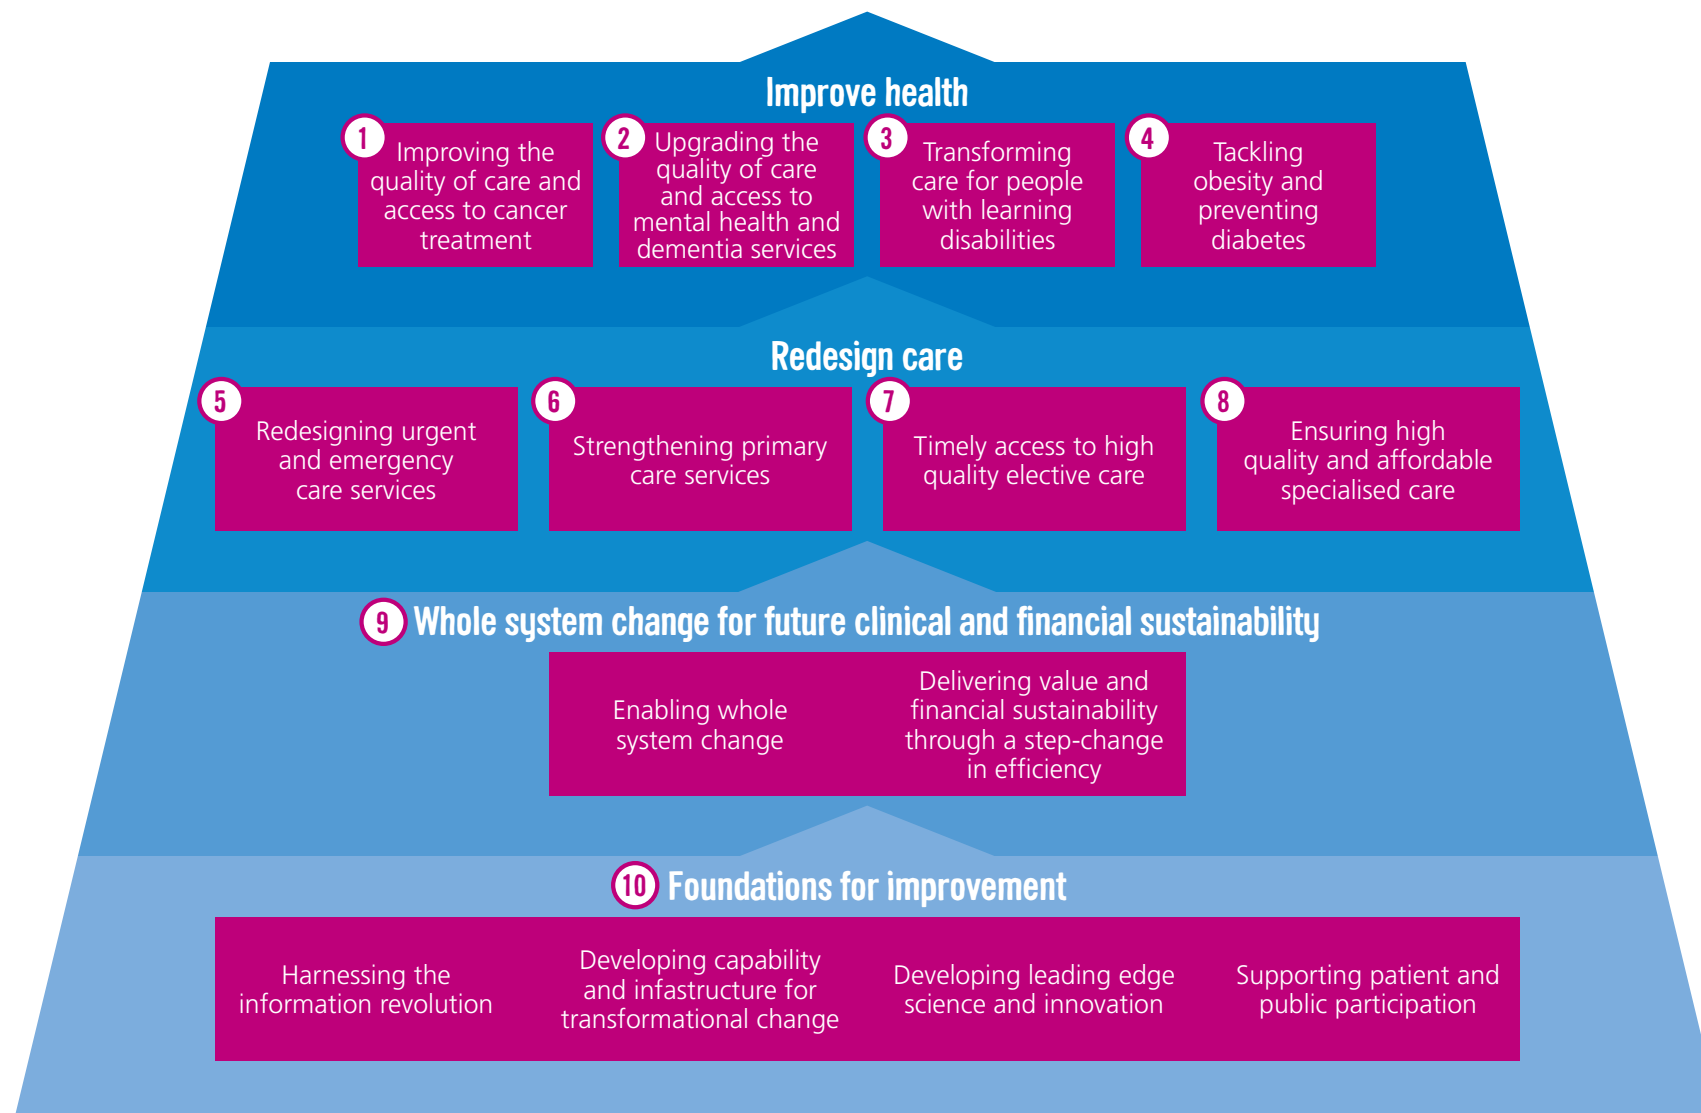 Improve health
1
Improving the
quality of care and
access to cancer
treatment
2
Upgrading the
quality of care
and access to
mental health and
dementia services
3
Transforming
care for people
with learning
disabilities
4
Tackling
obesity and
preventing
diabetes
Redesign care
5
Redesigning urgent
and emergency
care services
6
Strengthening primary
care services
7
Timely access to high
quality elective care
8
Ensuring high
quality and affordable
specialised care
9 Whole system change for future clinical and financial sustainability
Enabling whole
system change
Delivering value and
financial sustainability
through a step-change
in efficiency
10 Foundations for improvement
Harnessing the
information revolution
Developing capability
and infastructure for
transformational change
Developing leading edge
science and innovation
Supporting patient and
public participation